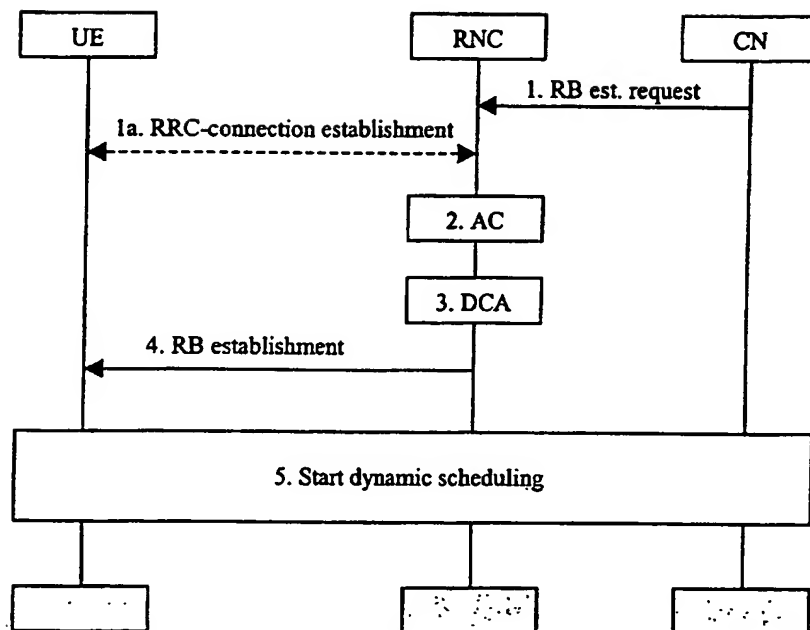 UE
RNC
CN
1. RB est. request
1a. RRC-connection establishment
2. AC
3. DCA
4. RB establishment
5. Start dynamic scheduling